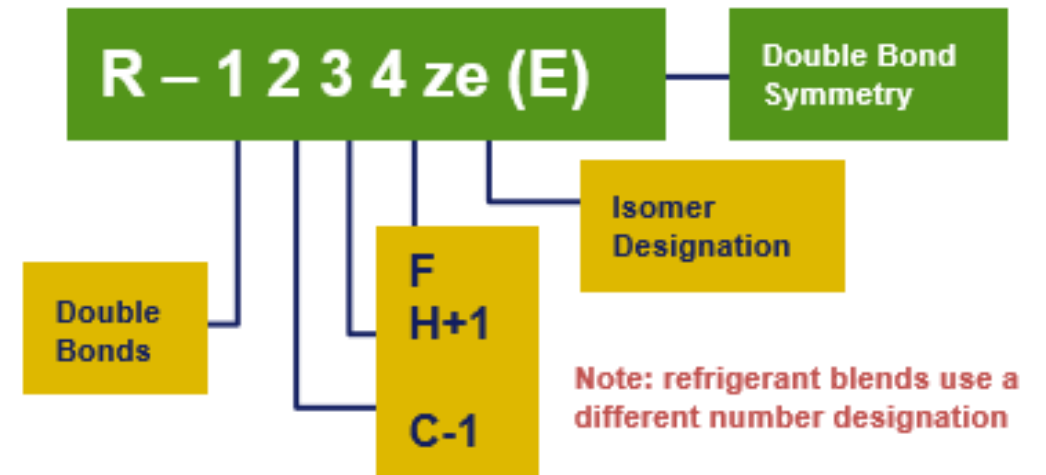 R – 1 2 3 4 ze (E)
Double Bond
Symmetry
Isomer
Designation
F
H+1
C-1
Double
Bonds
Note: refrigerant blends use a
different number designation